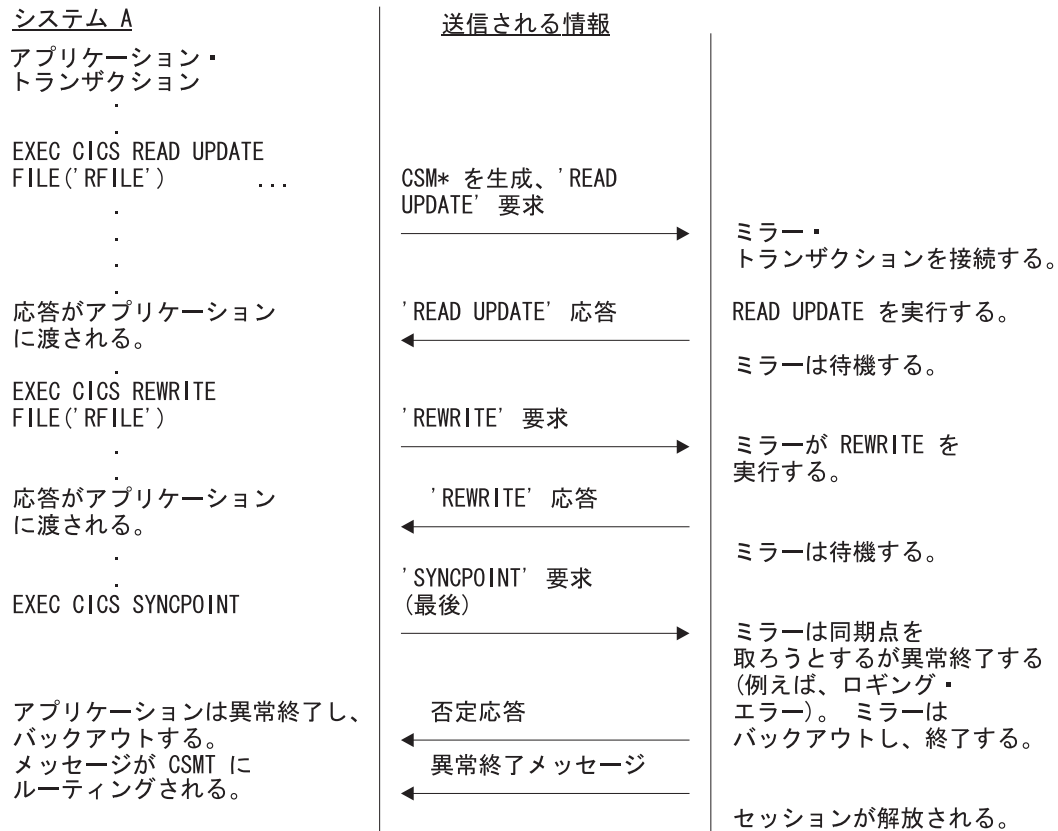 システム A
送信される情報
アプリケーション・
トランザクション
EXEC CICS READ UPDATE
FILE('RFILE') ...
CSM* を生成、'READ
UPDATE' 要求
ミラー・
トランザクションを接続する。
応答がアプリケーション
に渡される。
'READ UPDATE' 応答
READ UPDATE を実行する。
ミラーは待機する。
EXEC CICS REWRITE
FILE('RFILE')
'REWRITE' 要求
ミラーが REWRITE を
実行する。
応答がアプリケーション
に渡される。
'REWRITE' 応答
ミラーは待機する。
EXEC CICS SYNCPOINT
'SYNCPOINT' 要求
(最後)
ミラーは同期点を
取ろうとするが異常終了する
(例えば、ロギング・
エラー)。 ミラーは
バックアウトし、終了する。
アプリケーションは異常終了し、
バックアウトする。
メッセージが CSMT に
ルーティングされる。
否定応答
異常終了メッセージ
セッションが解放される。